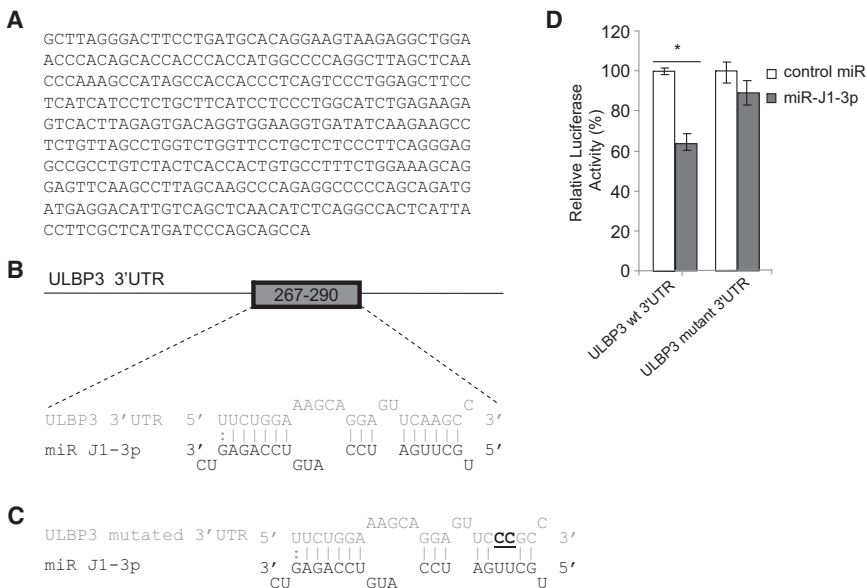 A
GCTTAGGGACTTCCTGATGCACAGGAAGTAAGAGGCTGGA
ACCCACAGCACCACCCACCATGGCCCCAGGCTTAGCTCAA
CCCAAAGCCATAGCCACCACCCTCAGTCCCTGGAGCTTCC
TCATCATCCTCTGCTTCATCCTCCCTGGCATCTGAGAAGA
GTCACTTAGAGTGACAGGTGGAAGGTGATATCAAGAAGCC
TCTGTTAGCCTGGTCTGGTTCCTGCTCTCCCTTCAGGGAG
GCCGCCTGTCTACTCACCACTGTGCCTTTCTGGAAAGCAG
GAGTTCAAGCCTTAGCAAGCCCAGAGGCCCCCAGCAGATG
ATGAGGACATTGTCAGCTCAACATCTCAGGCCACTCATTA
CCTTCGCTCATGATCCCAGCAGCCA
B
ULBP3 3'UTR
267-290
AAGCA GU C
ULBP3 3'UTR 5' UUCUGGA GGA UCAAGC 3'
miR J1-3p 3' GAGACCU CCU AGUUCG 5'
CU GUA U
C
AAGCA GU C
ULBP3 mutated 3'UTR 5' UUCUGGA GGA UCCCGC 3'
miR J1-3p 3' GAGACCU CCU AGUUCG 5'
CU GUA U
D
Relative Luciferase
Activity (%)
120
100
80
60
40
20
0
*
control miR
miR-J1-3p
ULBP3 wt 3'UTR
ULBP3 mutant 3'UTR